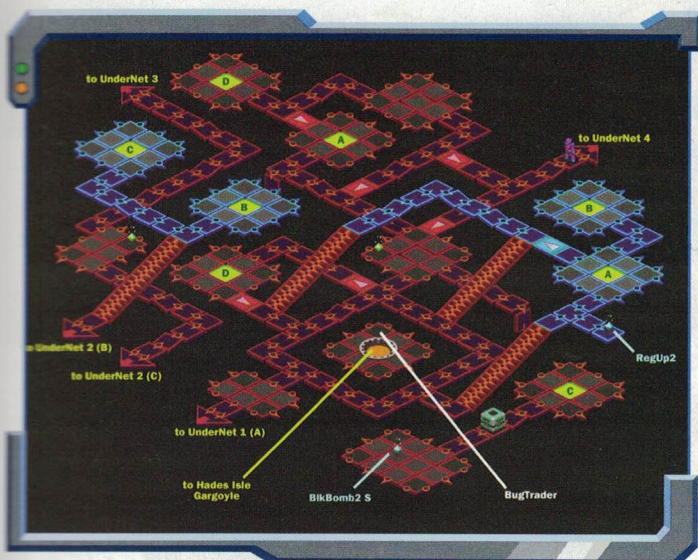 to UnderNet 3
D
A
to UnderNet 4
C
B
B
D
A
to UnderNet 2 (B)
RegUp2
to UnderNet 2 (C)
C
to UnderNet 1 (A)
to Hades Isle
Gargoyle
BlkBomb2 S
BugTrader